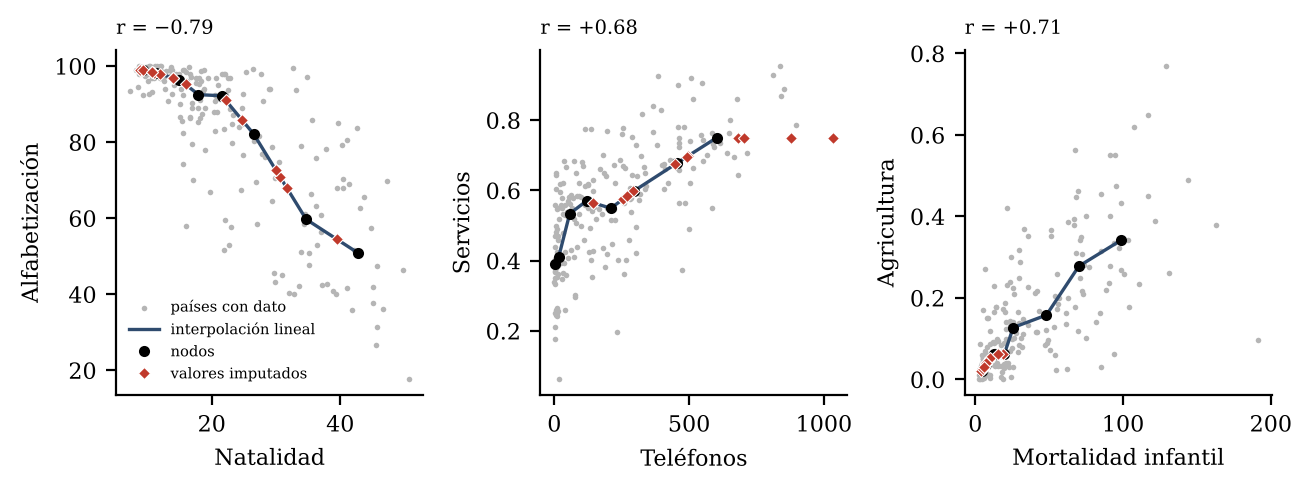 r = −0.79
r = +0.68
r = +0.71
Alfabetización
100
80
60
40
20
países con dato
interpolación lineal
nodos
valores imputados
20
40
Natalidad
Servicios
0.8
0.6
0.4
0.2
0
500
1000
Teléfonos
Agricultura
0.8
0.6
0.4
0.2
0.0
0
100
200
Mortalidad infantil